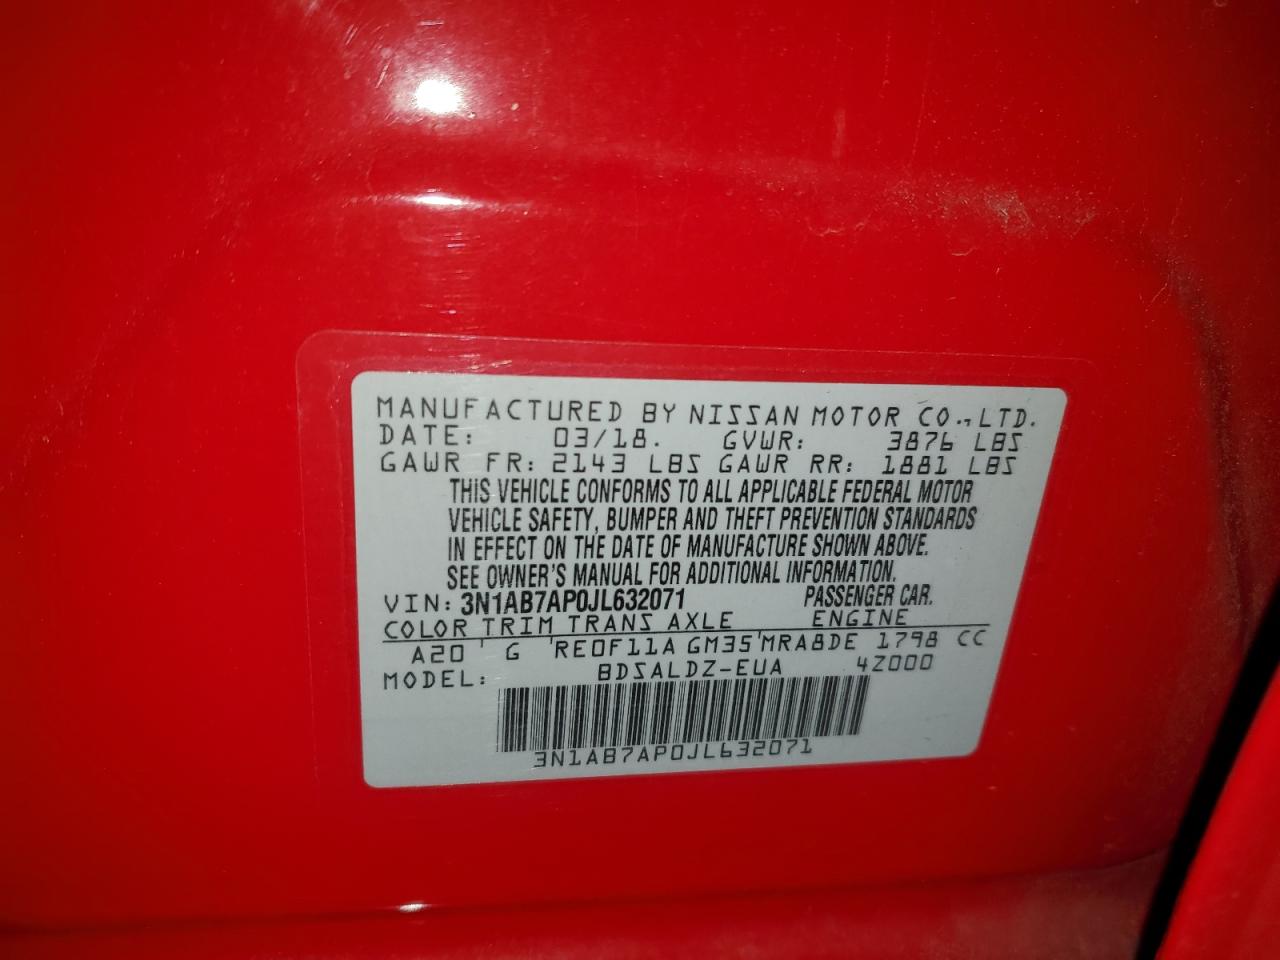 MANUFACTURED BY NISSAN MOTOR CO.,LTD.
DATE: 03/18. GVWR: 3876 LBS
GAWR FR: 2143 LBS GAWR RR: 1881 LBS
THIS VEHICLE CONFORMS TO ALL APPLICABLE FEDERAL MOTOR
VEHICLE SAFETY, BUMPER AND THEFT PREVENTION STANDARDS
IN EFFECT ON THE DATE OF MANUFACTURE SHOWN ABOVE.
SEE OWNER'S MANUAL FOR ADDITIONAL INFORMATION.
VIN: 3N1AB7AP0JL632071 PASSENGER CAR.
COLOR TRIM TRANS AXLE ENGINE
A20 ' G 'RE0F11A GM35'MRA8DE 1798 CC
MODEL: BDSALDZ-EUA 4Z000
3N1AB7AP0JL632071